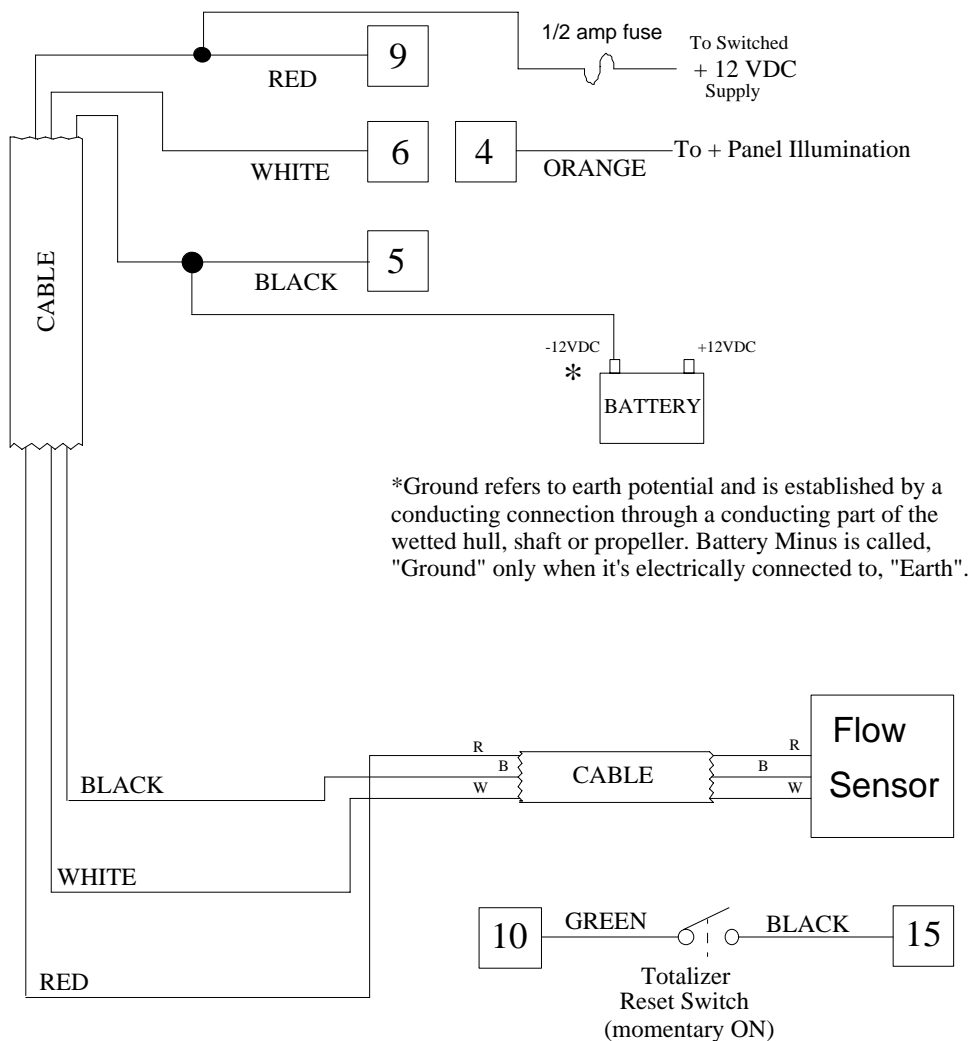 1/2 amp fuse
To Switched
+ 12 VDC
Supply
9
RED
6
4
To + Panel Illumination
WHITE
ORANGE
CABLE
5
BLACK
-12VDC
+12VDC
*
BATTERY
*Ground refers to earth potential and is established by a
conducting connection through a conducting part of the
wetted hull, shaft or propeller. Battery Minus is called,
"Ground" only when it's electrically connected to, "Earth".
Flow
Sensor
R
B
W
CABLE
R
B
W
BLACK
WHITE
RED
10
GREEN
BLACK
15
Totalizer
Reset Switch
(momentary ON)